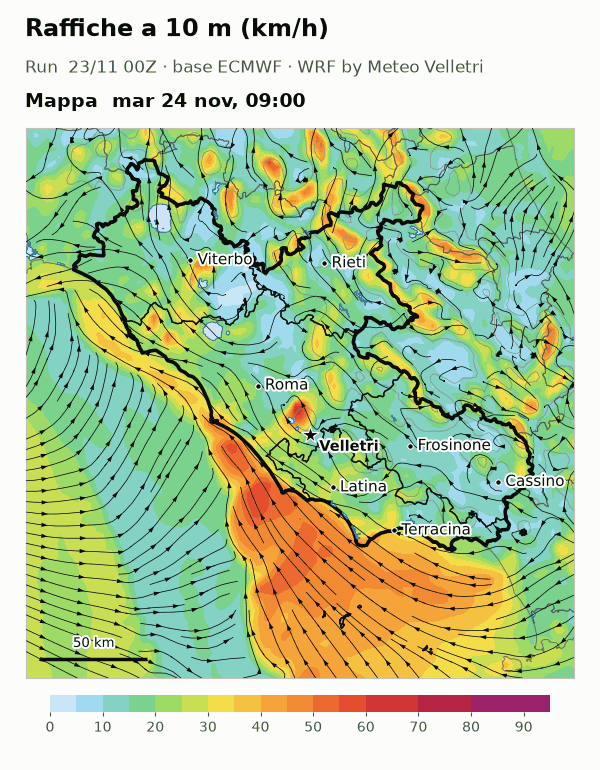 Raffiche a 10 m (km/h)
Run  23/11 00Z · base ECMWF · WRF by Meteo Velletri
Mappa  mar 24 nov, 09:00
Viterbo
Rieti
Roma
Velletri
Frosinone
Cassino
Latina
Terracina
50 km
0 10 20 30 40 50 60 70 80 90